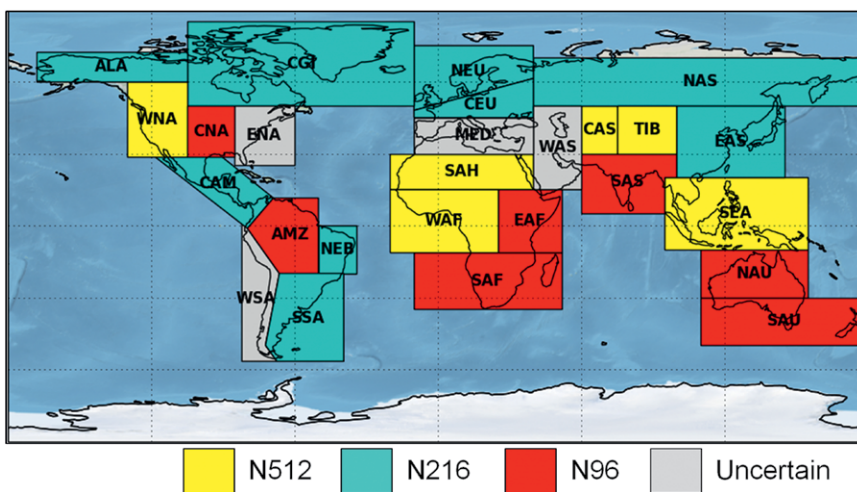 ALA
CGI
NEU
NAS
CEU
WNA
CNA
ENA
MED
WAS
CAS
TIB
EAS
SAH
SAS
CAM
WAF
EAF
SEA
AMZ
NEB
SAF
NAU
WSA
SSA
SAU
N512 N216 N96 Uncertain